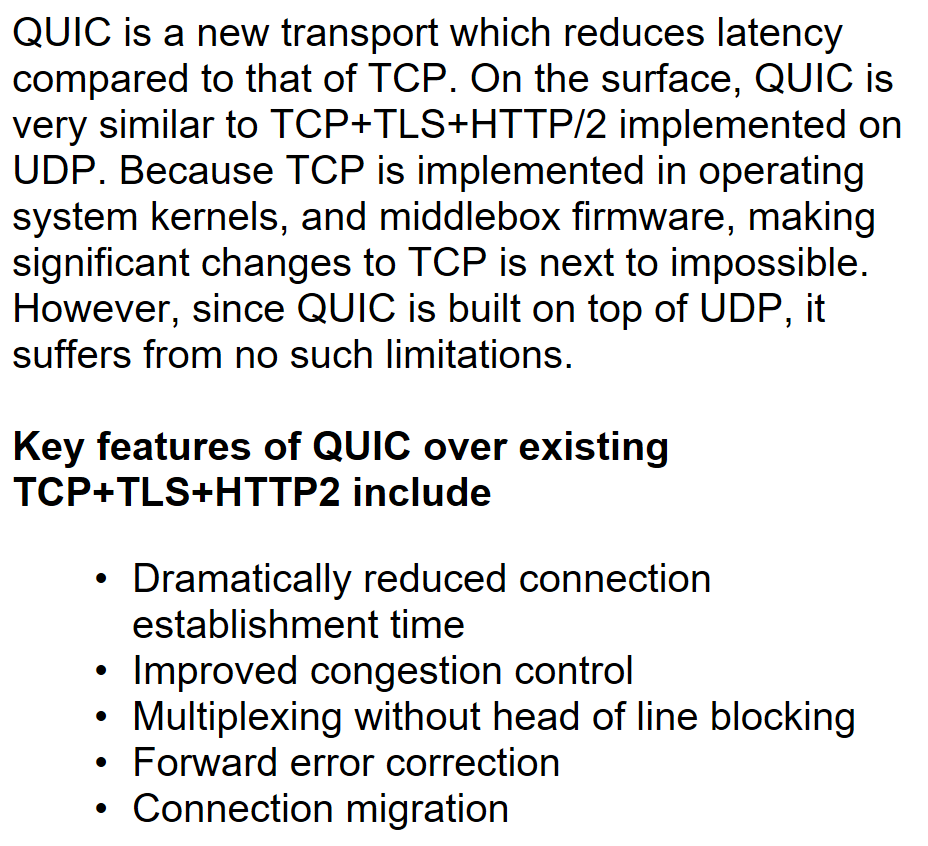 QUIC is a new transport which reduces latency
compared to that of TCP. On the surface, QUIC is
very similar to TCP+TLS+HTTP/2 implemented on
UDP. Because TCP is implemented in operating
system kernels, and middlebox firmware, making
significant changes to TCP is next to impossible.
However, since QUIC is built on top of UDP, it
suffers from no such limitations.
Key features of QUIC over existing
TCP+TLS+HTTP2 include
• Dramatically reduced connection
establishment time
• Improved congestion control
• Multiplexing without head of line blocking
• Forward error correction
• Connection migration